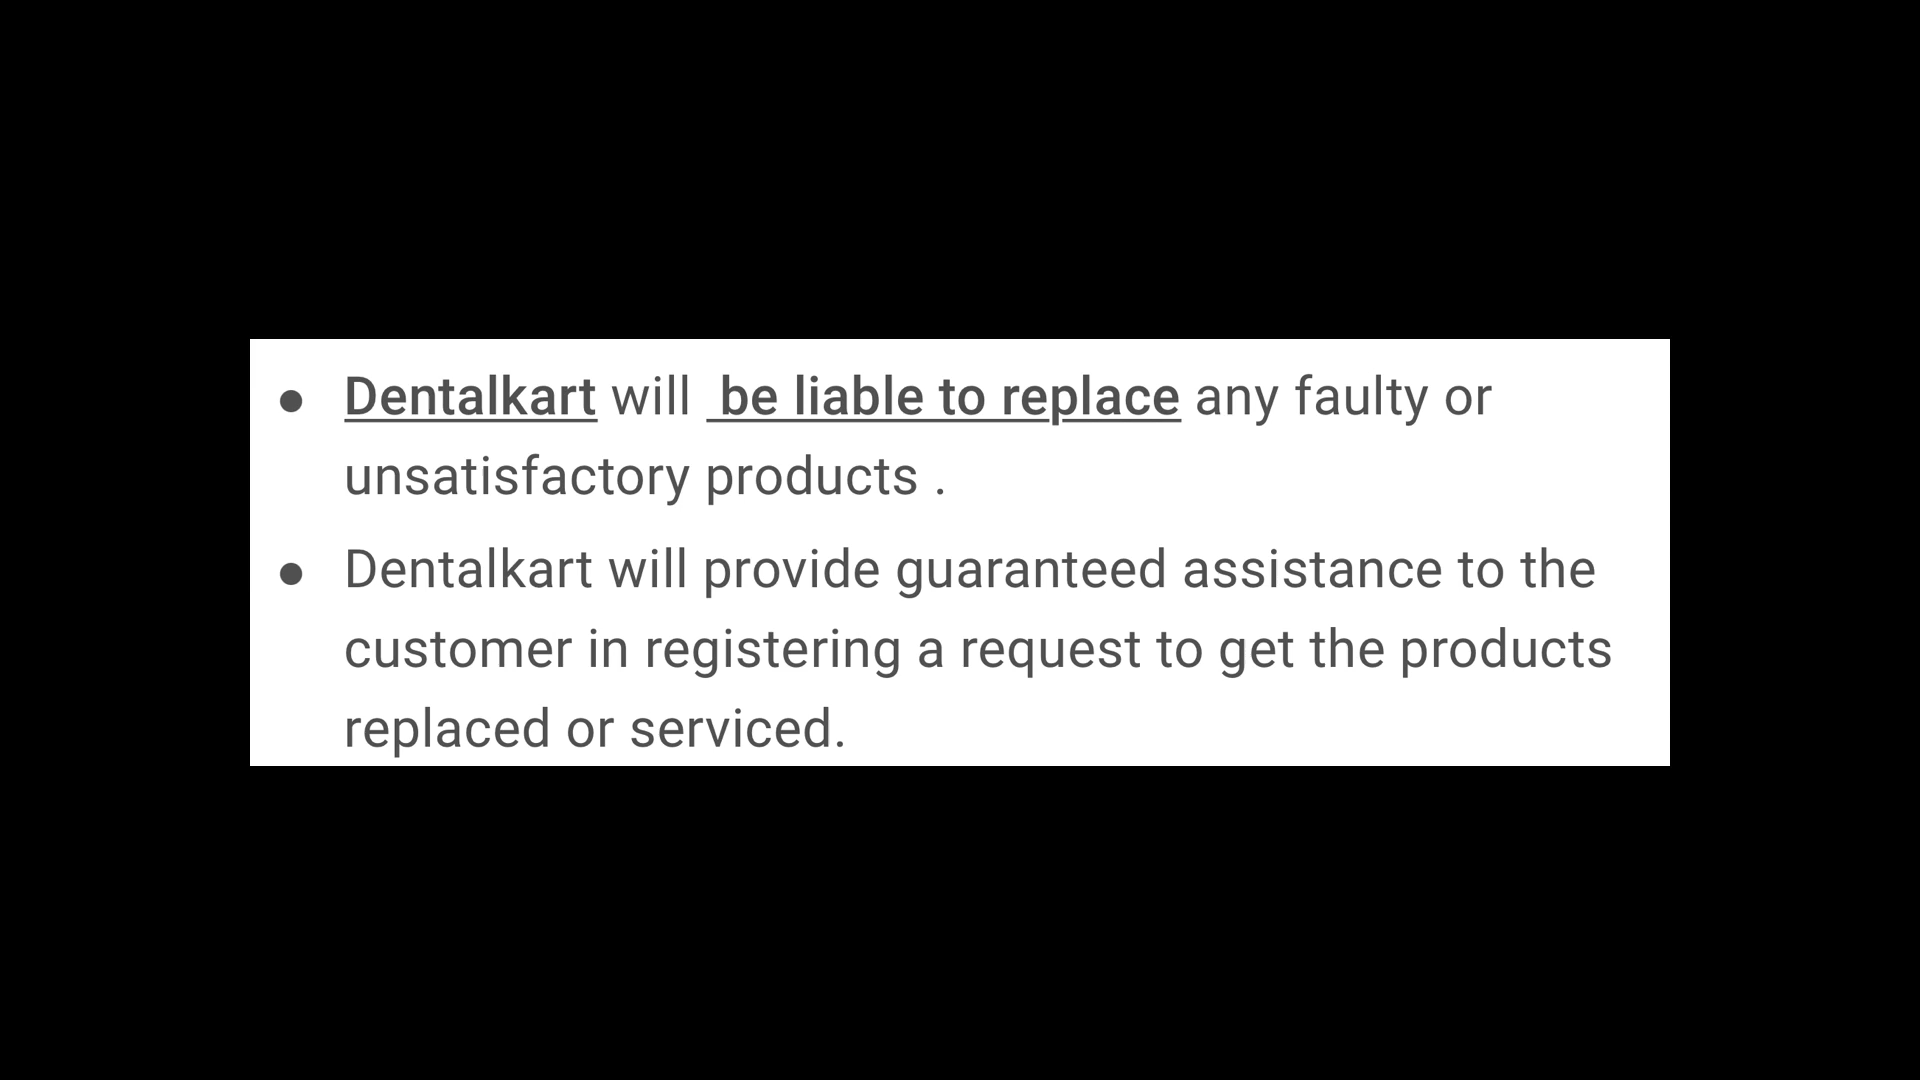 ● Dentalkart will  be liable to replace any faulty or
unsatisfactory products .
● Dentalkart will provide guaranteed assistance to the
customer in registering a request to get the products
replaced or serviced.